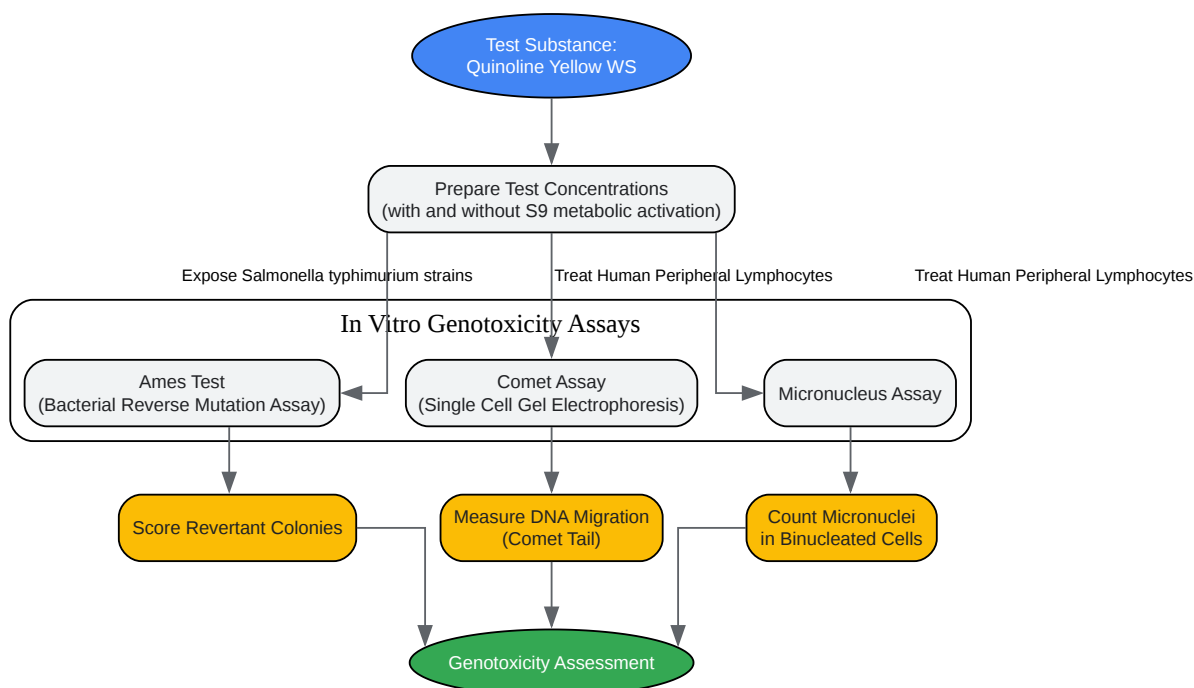 Test Substance:
Quinoline Yellow WS
Prepare Test Concentrations
(with and without S9 metabolic activation)
Expose Salmonella typhimurium strains
Treat Human Peripheral Lymphocytes
Treat Human Peripheral Lymphocytes
In Vitro Genotoxicity Assays
Ames Test
(Bacterial Reverse Mutation Assay)
Comet Assay
(Single Cell Gel Electrophoresis)
Micronucleus Assay
Score Revertant Colonies
Measure DNA Migration
(Comet Tail)
Count Micronuclei
in Binucleated Cells
Genotoxicity Assessment